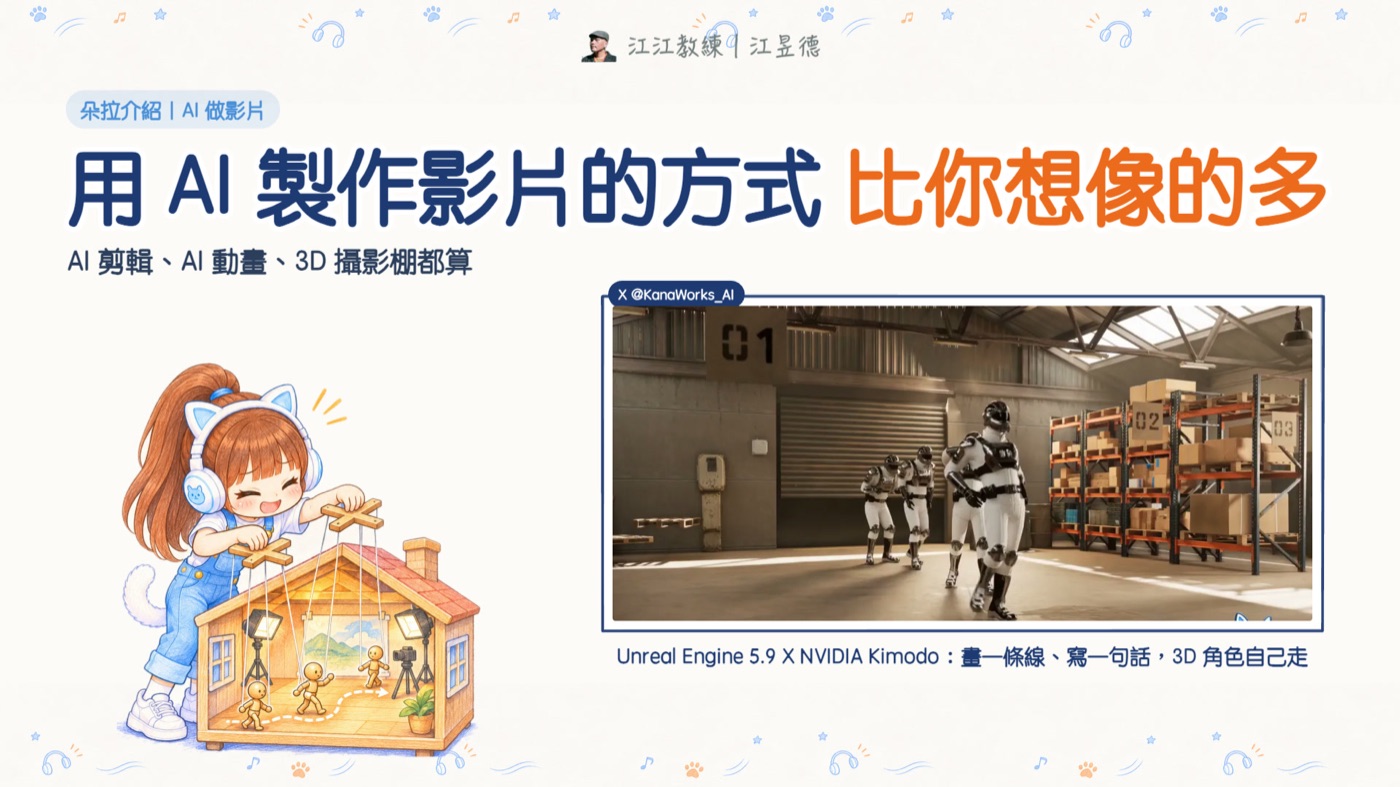 江江教練 | 江昱德
朵拉介紹 | AI 做影片
用 AI 製作影片的方式 比你想像的多
AI 剪輯、AI 動畫、3D 攝影棚都算
X @KanaWorks_AI
01
02
03
Unreal Engine 5.9 X NVIDIA Kimodo：畫一條線、寫一句話，3D 角色自己走